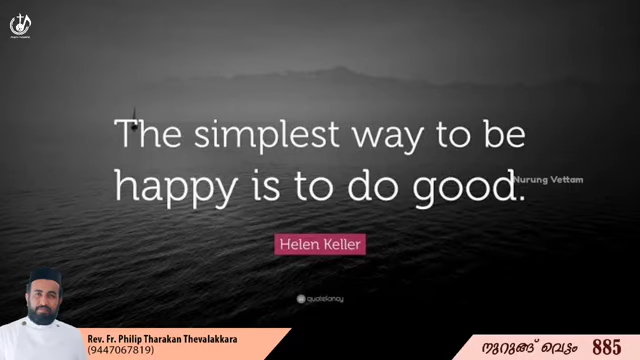 The simplest way to be
happy is to do good.
Nurung Vettam
Helen Keller
quotefancy
Rev. Fr. Philip Tharakan Thevalakkara
(9447067819)
നുറുങ്ങ് വെട്ടം 885